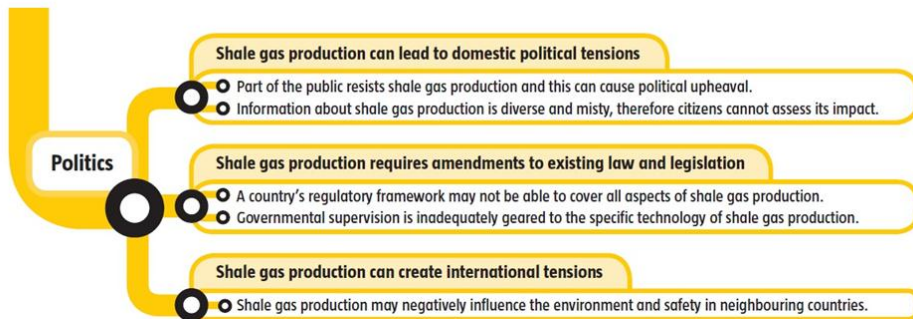 Shale gas production can lead to domestic political tensions
Part of the public resists shale gas production and this can cause political upheaval.
Information about shale gas production is diverse and misty, therefore citizens cannot assess its impact.
Politics
Shale gas production requires amendments to existing law and legislation
A country's regulatory framework may not be able to cover all aspects of shale gas production.
Governmental supervision is inadequately geared to the specific technology of shale gas production.
Shale gas production can create international tensions
Shale gas production may negatively influence the environment and safety in neighbouring countries.